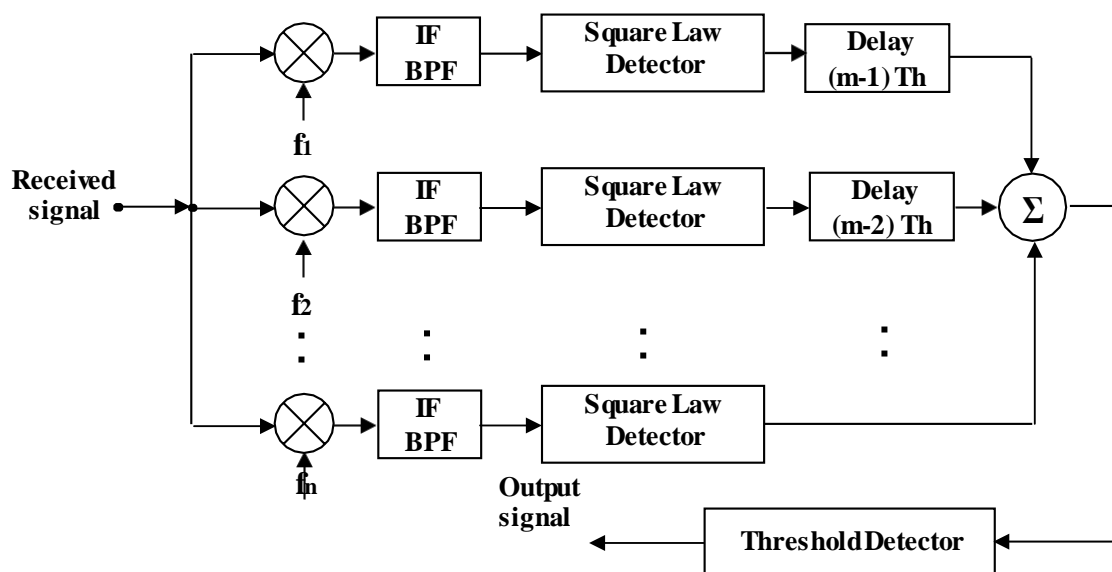 IF
BPF
Square Law
Detector
Delay
(m-1) Th
f1
Received
signal
IF
BPF
Square Law
Detector
Delay
(m-2) Th
Σ
f2
IF
BPF
Square Law
Detector
fn
Output
signal
Threshold Detector